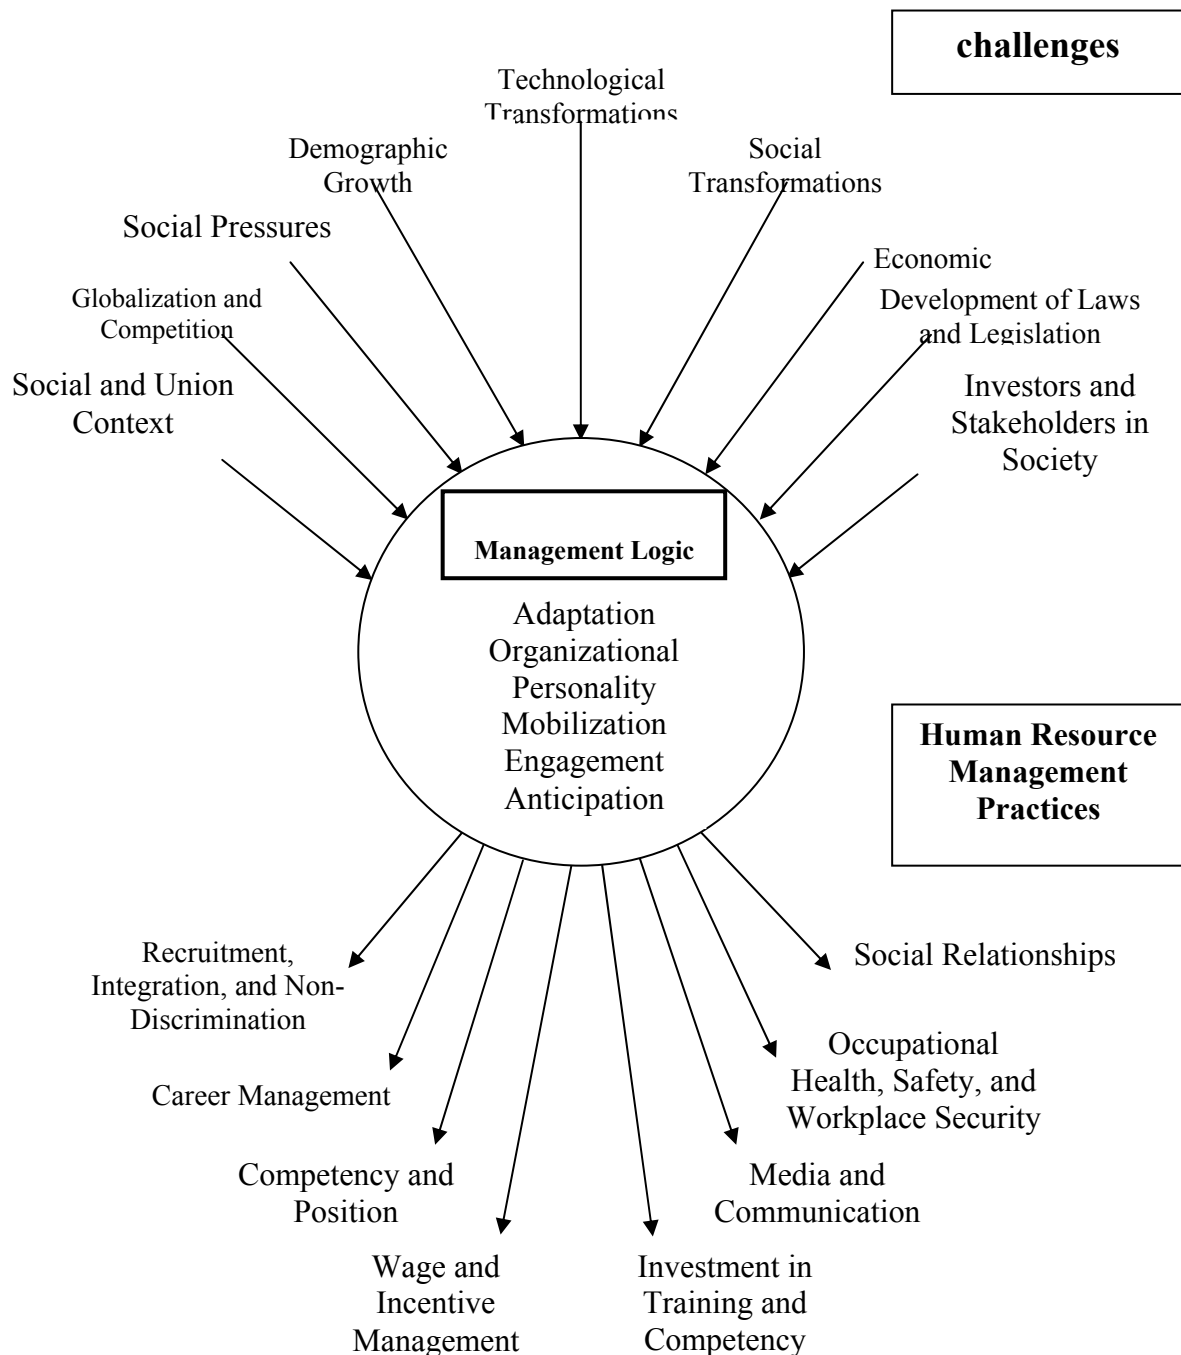 challenges
Technological
Transformations
Demographic
Growth
Social
Transformations
Social Pressures
Economic
Globalization and
Competition
Development of Laws
and Legislation
Social and Union
Context
Investors and
Stakeholders in
Society
Management Logic
Adaptation
Organizational
Personality
Mobilization
Engagement
Anticipation
Human Resource
Management
Practices
Recruitment,
Integration, and Non-
Discrimination
Social Relationships
Career Management
Occupational
Health, Safety, and
Workplace Security
Competency and
Position
Media and
Communication
Wage and
Incentive
Management
Investment in
Training and
Competency